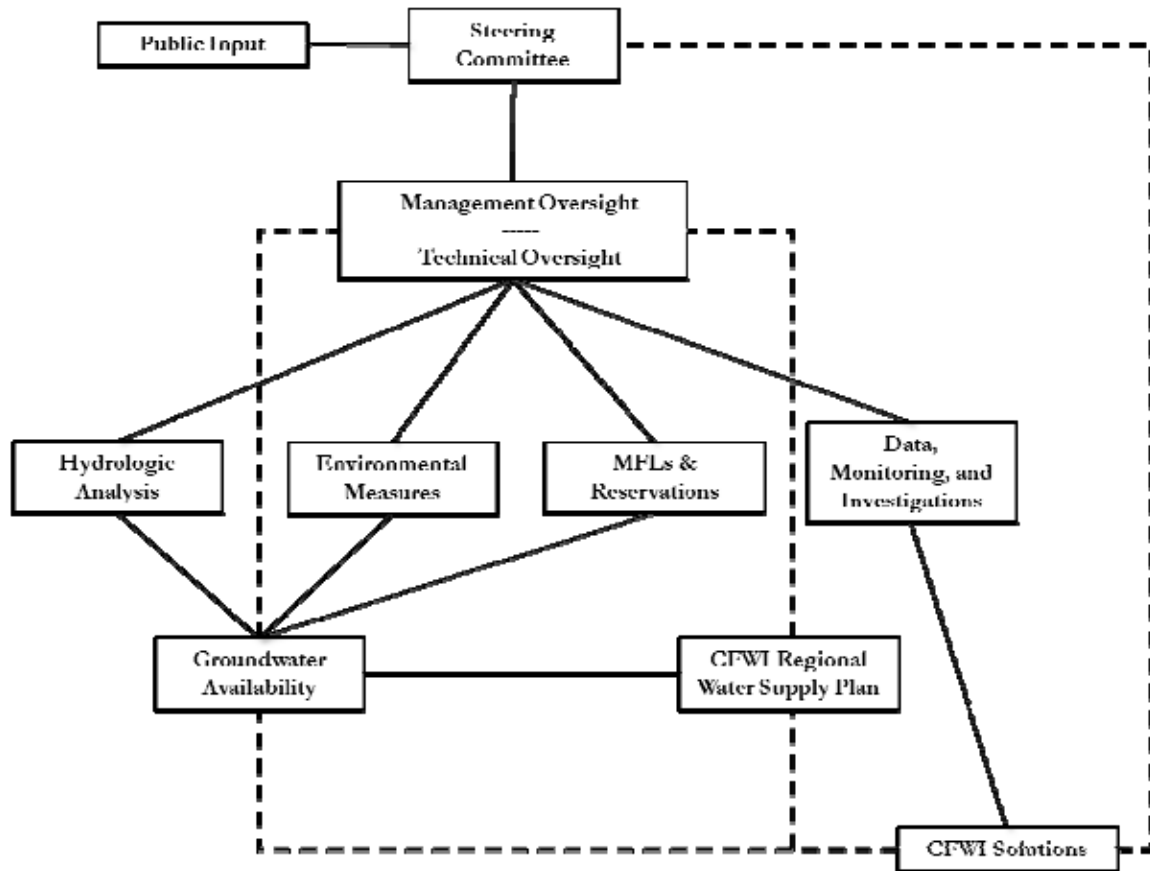 Public Input
Steering
Committee
Management Oversight
-----
Technical Oversight
Hydrologic
Analysis
Environmental
Measures
MFLs &
Reservations
Data,
Monitoring, and
Investigations
Groundwater
Availability
CFWI Regional
Water Supply Plan
CFWI Solutions